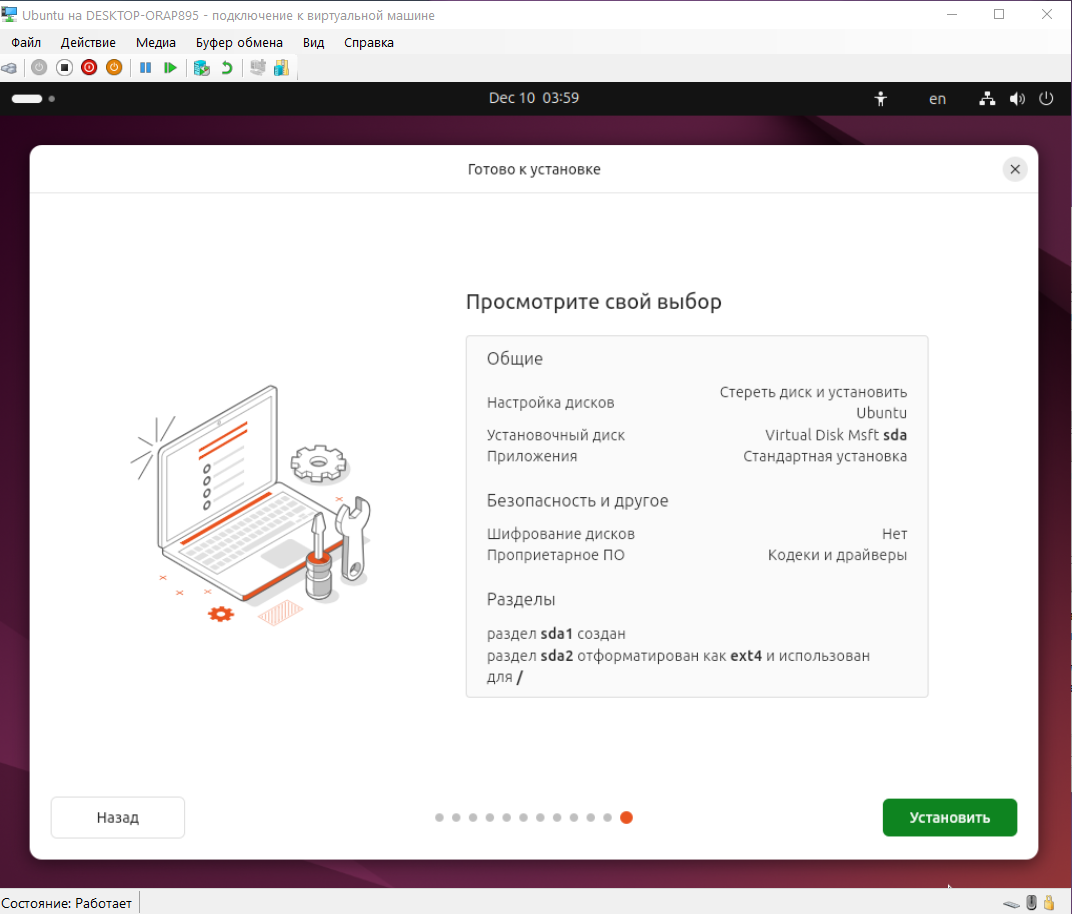 Ubuntu на DESKTOP-ORAP895 - подключение к виртуальной машине
Файл Действие Медиа Буфер обмена Вид Справка
Dec 10 03:59
en
Готово к установке
Просмотрите свой выбор
Общие
Настройка дисков
Стереть диск и установить
Ubuntu
Установочный диск Virtual Disk Msft sda
Приложения Стандартная установка
Безопасность и другое
Шифрование дисков Нет
Проприетарное ПО Кодеки и драйверы
Разделы
раздел sda1 создан
раздел sda2 отформатирован как ext4 и использован
для /
Назад
Установить
Состояние: Работает